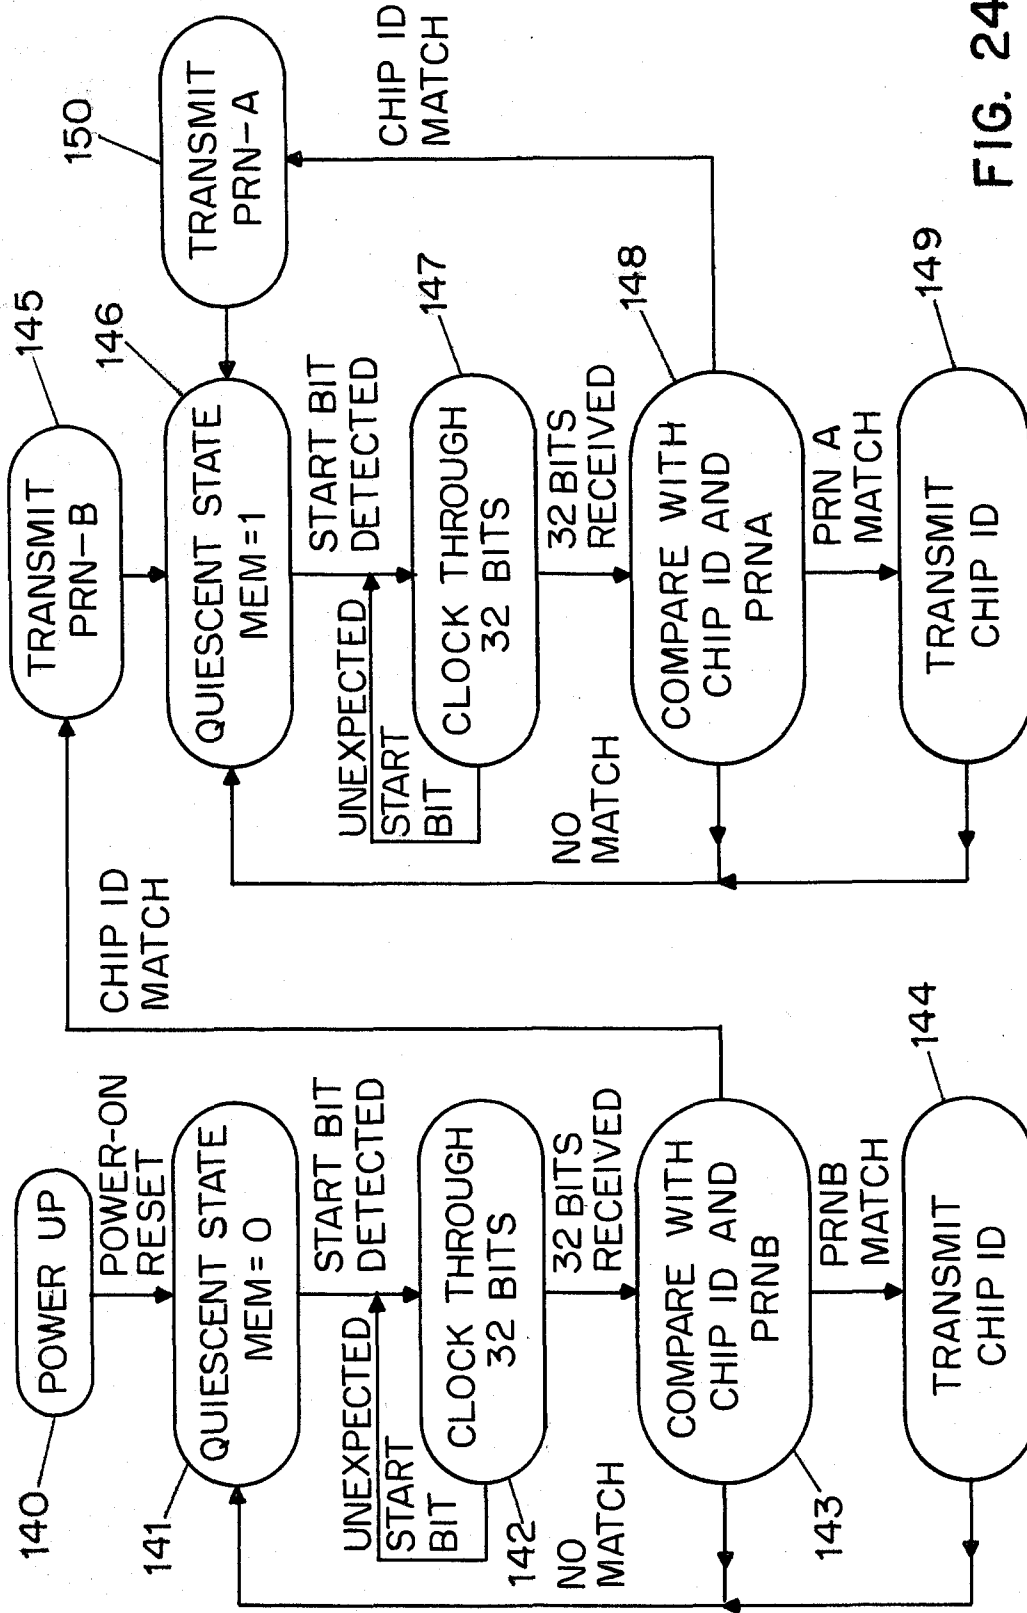 140
POWER UP
POWER-ON
RESET
141
QUIESCENT STATE
MEM = 0
START BIT
DETECTED
UNEXPECTED
START
BIT
142
CLOCK THROUGH
32 BITS
32 BITS
RECEIVED
NO
MATCH
143
COMPARE WITH
CHIP ID AND
PRNB
PRNB
MATCH
144
TRANSMIT
CHIP ID
CHIP ID
MATCH
145
TRANSMIT
PRN-B
146
QUIESCENT STATE
MEM = 1
START BIT
DETECTED
UNEXPECTED
START
BIT
147
CLOCK THROUGH
32 BITS
32 BITS
RECEIVED
NO
MATCH
148
COMPARE WITH
CHIP ID AND
PRNA
PRN A
MATCH
149
TRANSMIT
CHIP ID
150
TRANSMIT
PRN-A
CHIP ID
MATCH
FIG. 24